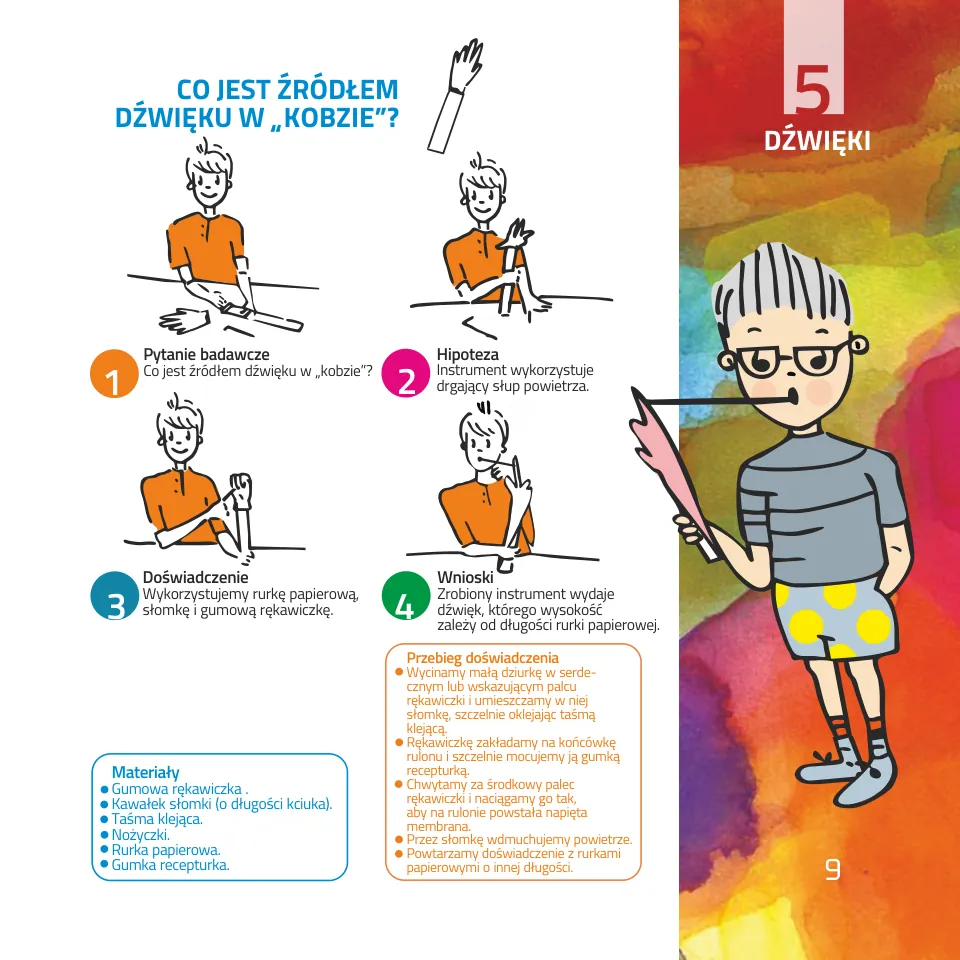 CO JEST ŹRÓDŁEM
DŹWIĘKU W „KOBZIE”?
5
DŹWIĘKI
1
Pytanie badawcze
Co jest źródłem dźwięku w „kobzie”?
2
Hipoteza
Instrument wykorzystuje
drgający słup powietrza.
3
Doświadczenie
Wykorzystujemy rurkę papierową,
słomkę i gumową rękawiczkę.
4
Wnioski
Zrobiony instrument wydaje
dźwięk, którego wysokość
zależy od długości rurki papierowej.
Materiały
Gumowa rękawiczka .
Kawałek słomki (o długości kciuka).
Taśma klejąca.
Nożyczki.
Rurka papierowa.
Gumka recepturka.
Przebieg doświadczenia
Wycinamy małą dziurkę w serde-
cznym lub wskazującym palcu
rękawiczki i umieszczamy w niej
słomkę, szczelnie oklejając taśmą
klejącą.
Rękawiczkę zakładamy na końcówkę
rulonu i szczelnie mocujemy ją gumką
recepturką.
Chwytamy za środkowy palec
rękawiczki i naciągamy go tak,
aby na rulonie powstała napięta
membrana.
Przez słomkę wdmuchujemy powietrze.
Powtarzamy doświadczenie z rurkami
papierowymi o innej długości.
9